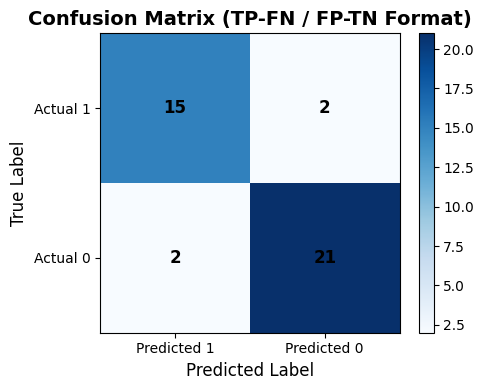 Confusion Matrix (TP-FN / FP-TN Format)
True Label
Actual 1
15
2
Actual 0
2
21
Predicted 1
Predicted 0
Predicted Label
20.0
17.5
15.0
12.5
10.0
7.5
5.0
2.5